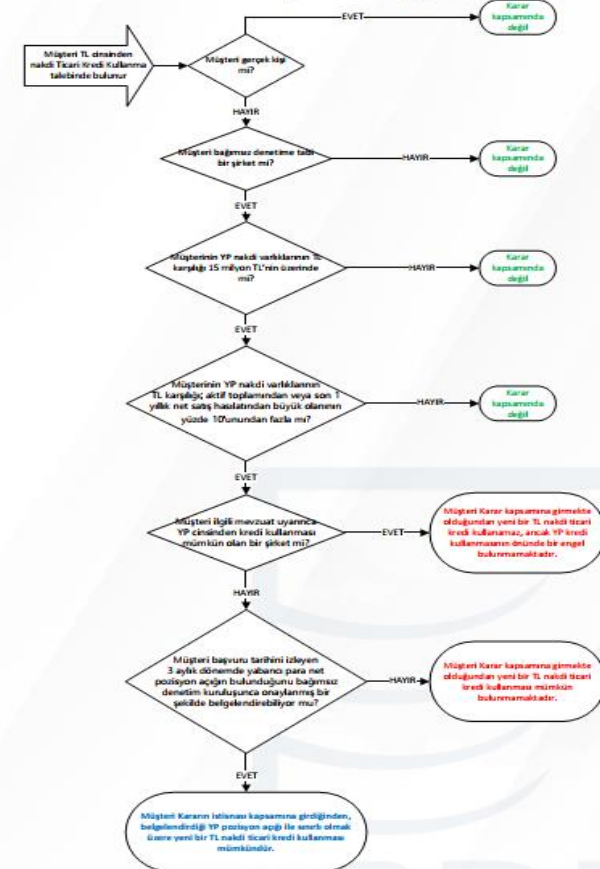 EVET
Karar
kapsamında
değil
Müşteri TL cinsinden
nakdi Ticari Kredi Kullanma
talebinde bulunur
Müşteri gerçek kişi
mi?
HAYIR
Müşteri bağımsız denetime tabi
bir şirket mi?
HAYIR
Karar
kapsamında
değil
EVET
Müşterinin YP nakdi varlıklarının TL
karşılığı 15 milyon TL'nin üzerinde
mi?
HAYIR
Karar
kapsamında
değil
EVET
Müşterinin YP nakdi varlıklarının
TL karşılığı; aktif toplamından veya son 1
yıllık net satış hasılatından büyük olanının
yüzde 10'unundan fazla mı?
HAYIR
Karar
kapsamında
değil
EVET
Müşteri ilgili mevzuat uyarınca
YP cinsinden kredi kullanması
mümkün olan bir şirket mi?
EVET
Müşteri Karar kapsamına girmekte
olduğundan yeni bir TL nakdi ticari
kredi kullanamaz, ancak YP kredi
kullanmasının önünde bir engel
bulunmamaktadır.
HAYIR
Müşteri başvuru tarihini izleyen
3 aylık dönemde yabancı para net
pozisyon açığın bulunduğunu bağımsız
denetim kuruluşunca onaylanmış bir
şekilde belgelendirebiliyor mu?
HAYIR
Müşteri Karar kapsamına girmekte
olduğundan yeni bir TL nakdi ticari
kredi kullanması mümkün
bulunmamaktadır.
EVET
Müşteri Kararın istisnası kapsamına girdiğinden,
belgelendirdiği YP pozisyon açığı ile sınırlı olmak
üzere yeni bir TL nakdi ticari kredi kullanması
mümkündür.